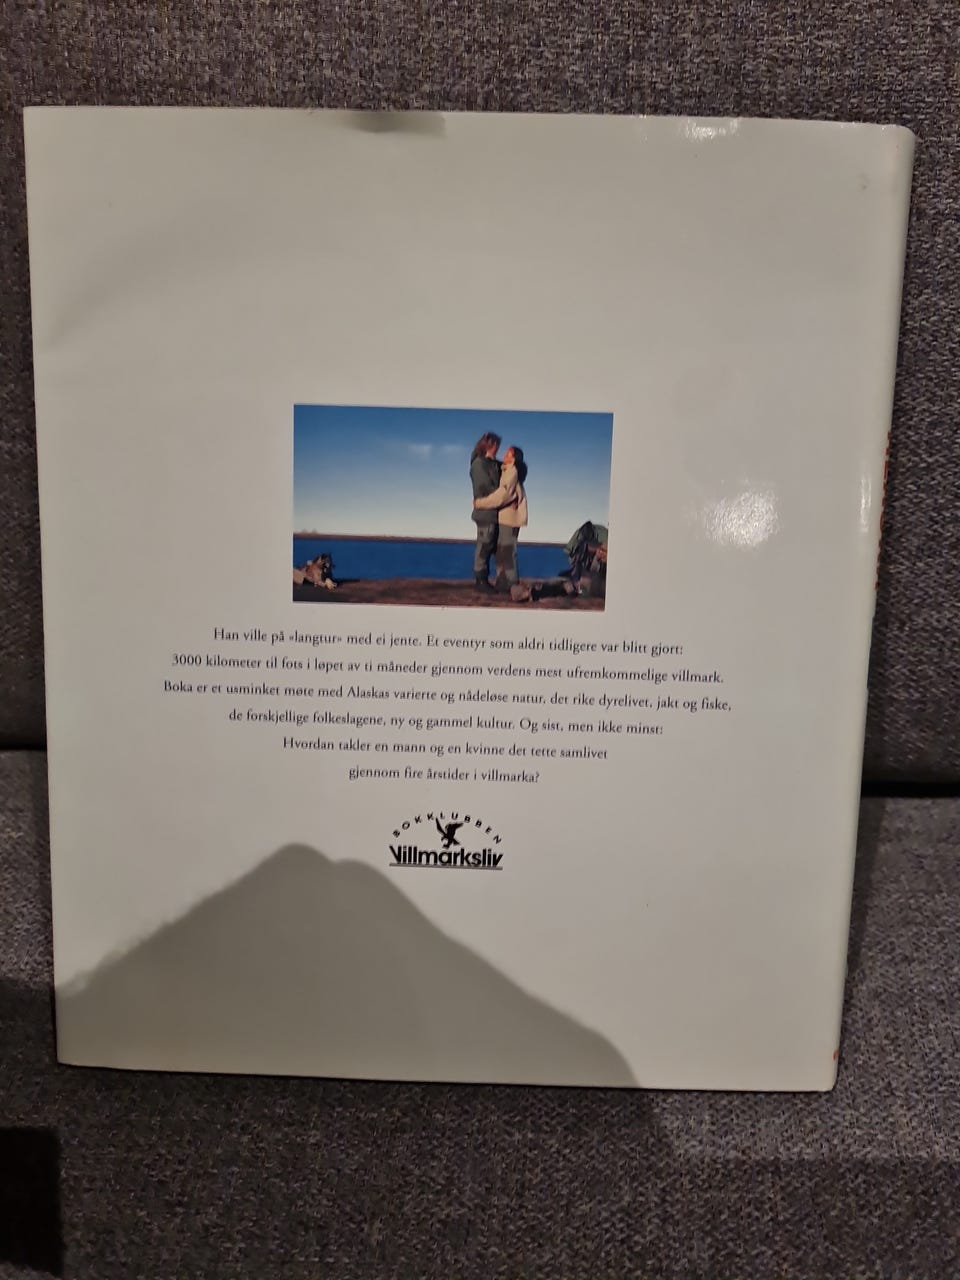 Han ville på «langtur» med ei jente. Et eventyr som aldri tidligere var blitt gjort:
3000 kilometer til fots i løpet av ti måneder gjennom verdens mest ufremkommelige villmark.
Boka er et usminket møte med Alaskas varierte og nådeløse natur, det rike dyrelivet, jakt og fiske,
de forskjellige folkeslagene, ny og gammel kultur. Og sist, men ikke minst:
Hvordan takler en mann og en kvinne det tette samlivet
gjennom fire årstider i villmarka?
BOKKLUBBEN
Villmarksliv